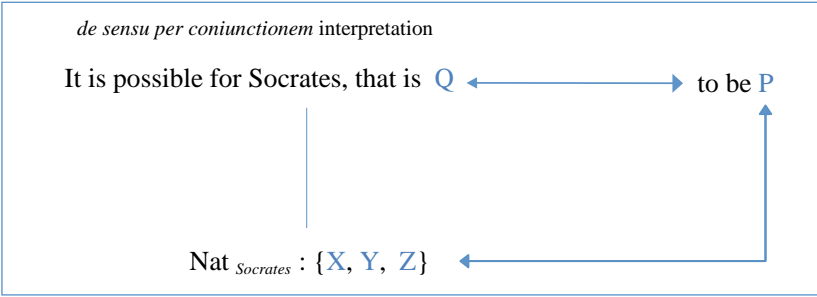 de sensu per coniunctionem interpretation
It is possible for Socrates, that is Q to be P
Nat Socrates : {X, Y, Z}